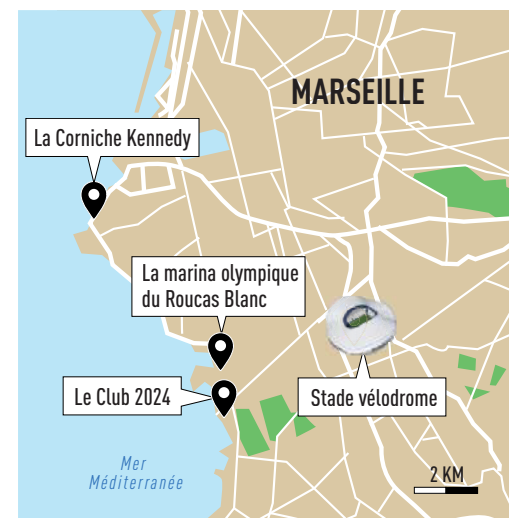 MARSEILLE
La Corniche Kennedy
La marina olympique
du Roucas Blanc
Le Club 2024
Stade vélodrome
Mer
Méditerranée
2 KM